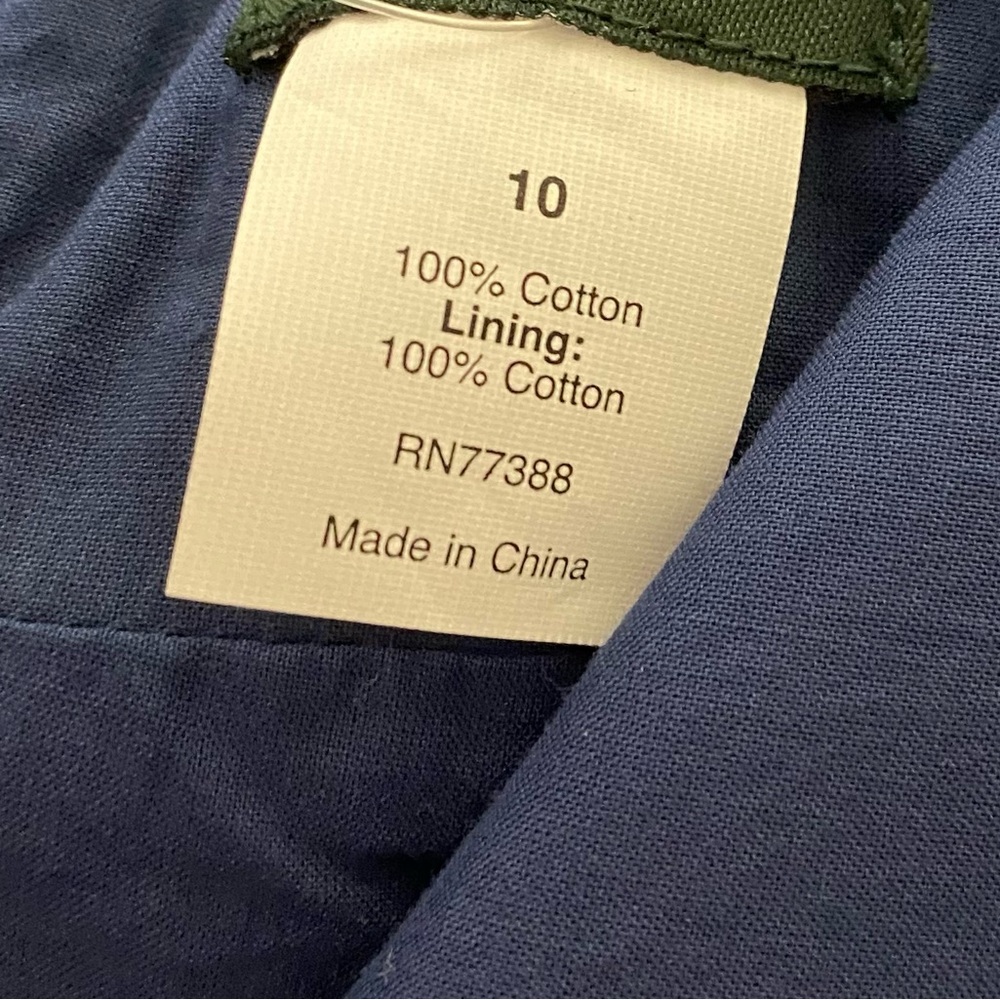 10
100% Cotton
Lining:
100% Cotton
RN77388
Made in China